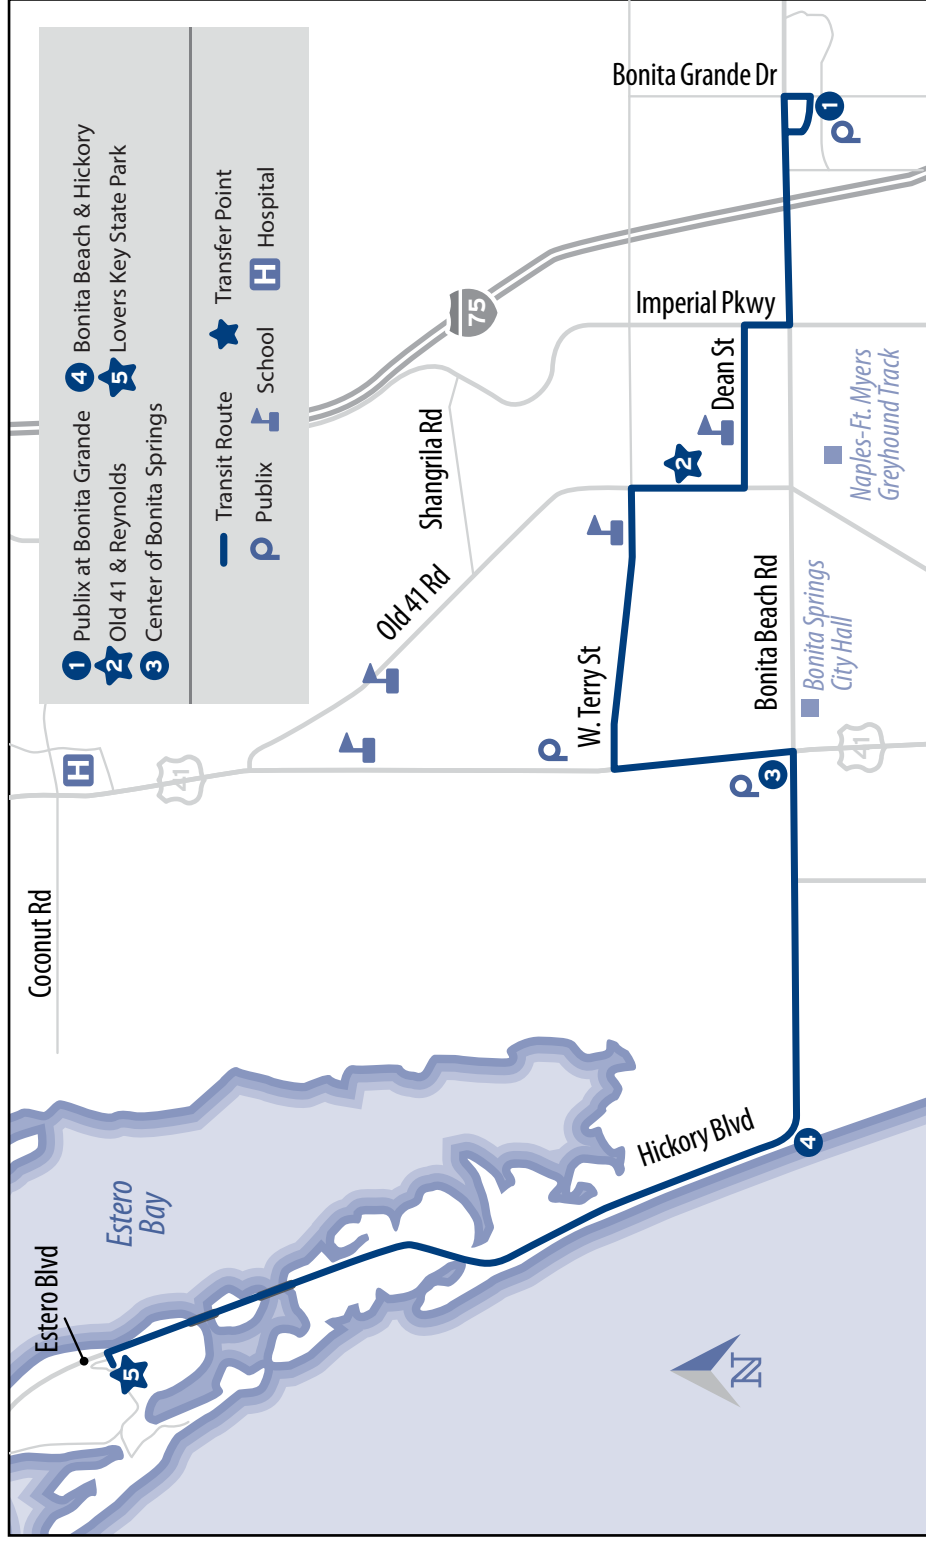 1 Publix at Bonita Grande
2 Old 41 & Reynolds
3 Center of Bonita Springs
4 Bonita Beach & Hickory
5 Lovers Key State Park
Transit Route
Transfer Point
Publix
School
H Hospital
Bonita Grande Dr
1
Imperial Pkwy
75
Dean St
2
Shangrila Rd
Old 41 Rd
Naples-Ft. Myers
Greyhound Track
Bonita Beach Rd
Bonita Springs
City Hall
W. Terry St
41
41
H
3
Coconut Rd
Hickory Blvd
4
Estero
Bay
Estero Blvd
5
N